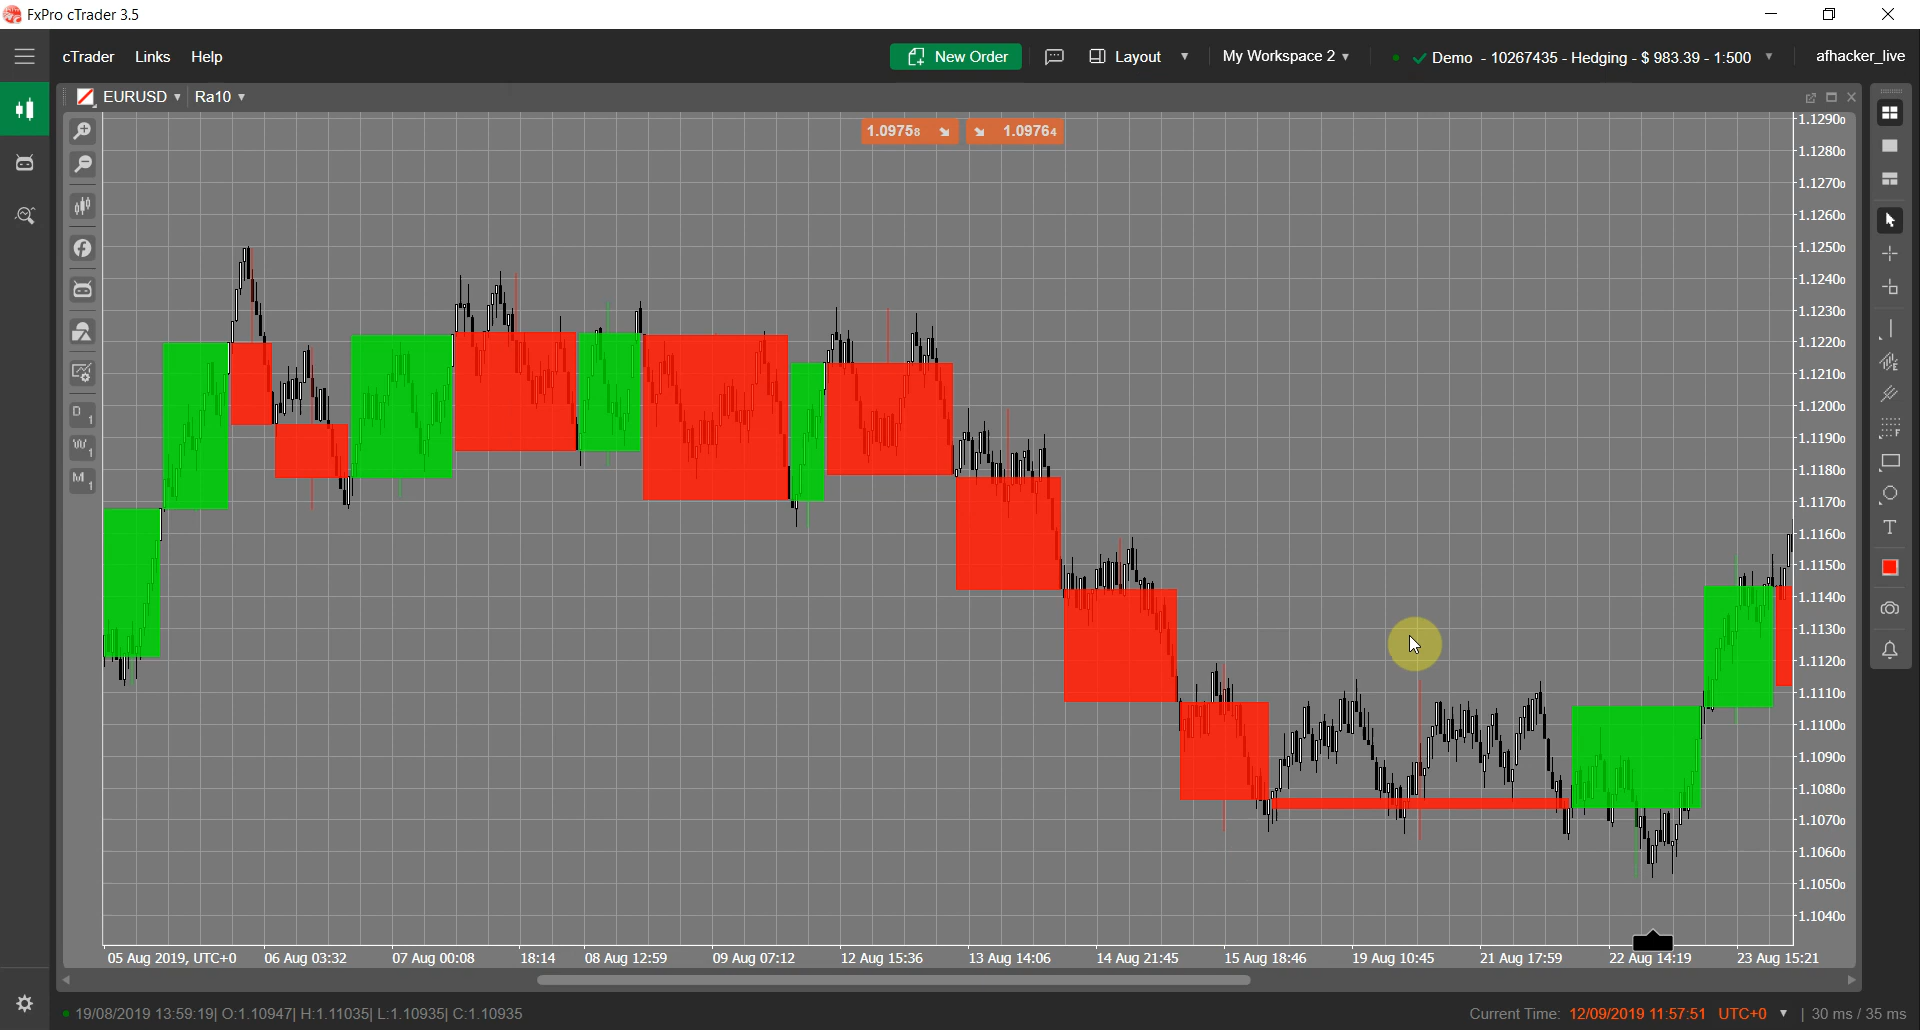 FxPro cTrader 3.5
cTrader Links Help
New Order
Layout
My Workspace 2
Demo - 10267435 - Hedging - $ 983.39 - 1:500
afhacker_live
EURUSD Ra10
1.09758 1.09764
D1
W1
M1
E
F
T
1.12900
1.12800
1.12700
1.12600
1.12500
1.12400
1.12300
1.12200
1.12100
1.12000
1.11900
1.11800
1.11700
1.11600
1.11500
1.11400
1.11300
1.11200
1.11100
1.11000
1.10900
1.10800
1.10700
1.10600
1.10500
1.10400
05 Aug 2019, UTC+0 06 Aug 03:32 07 Aug 00:08 18:14 08 Aug 12:59 09 Aug 07:12 12 Aug 15:36 13 Aug 14:06 14 Aug 21:45 15 Aug 18:46 19 Aug 10:45 21 Aug 17:59 22 Aug 14:19 23 Aug 15:21
19/08/2019 13:59:19| O:1.10947| H:1.11035| L:1.10935| C:1.10935
Current Time: 12/09/2019 11:57:51 UTC+0 | 30 ms / 35 ms